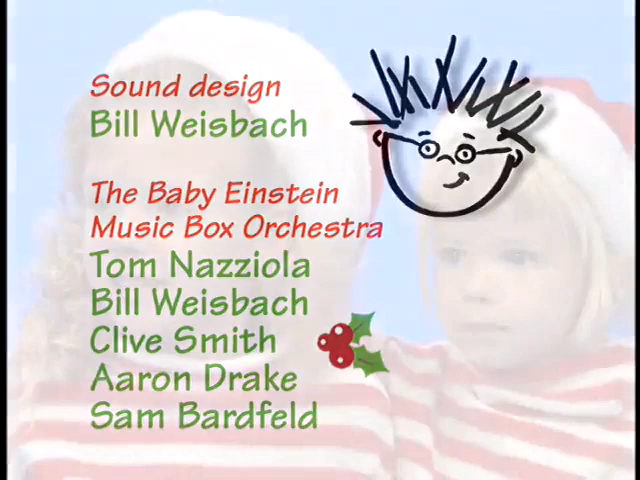 Sound design
Bill Weisbach
The Baby Einstein
Music Box Orchestra
Tom Nazziola
Bill Weisbach
Clive Smith
Aaron Drake
Sam Bardfeld